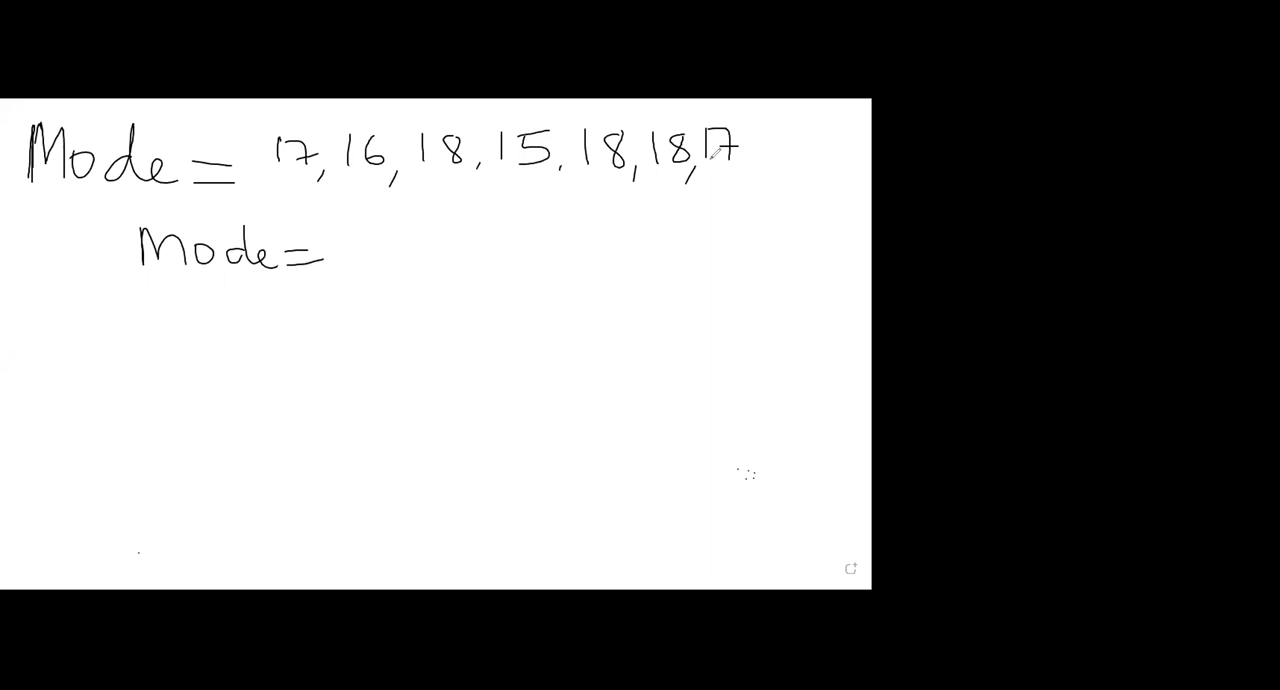 Mode = 17, 16, 18, 15, 18, 18, 17
Mode =